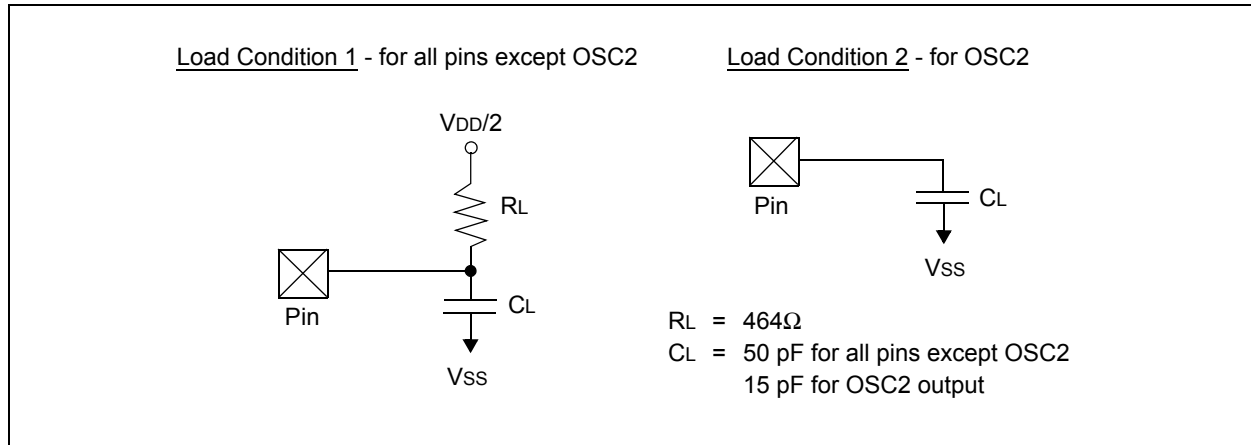 Load Condition 1 - for all pins except OSC2
VDD/2
RL
Pin
CL
VSS
Load Condition 2 - for OSC2
Pin
CL
VSS
RL = 464Ω
CL = 50 pF for all pins except OSC2
15 pF for OSC2 output